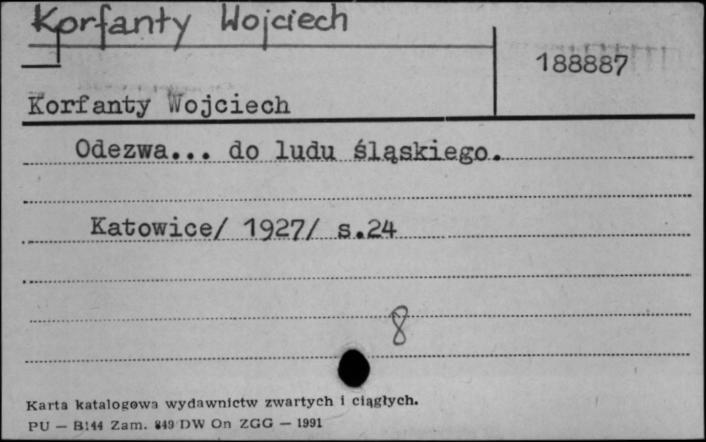 Korfanty Wojciech
188887
Korfanty Wojciech
Odezwa... do ludu śląskiego.
Katowice/ 1927/ s.24
8
Karta katalogowa wydawnictw zwartych i ciągłych.
PU — B144 Zam. 849 DW On ZGG — 1991